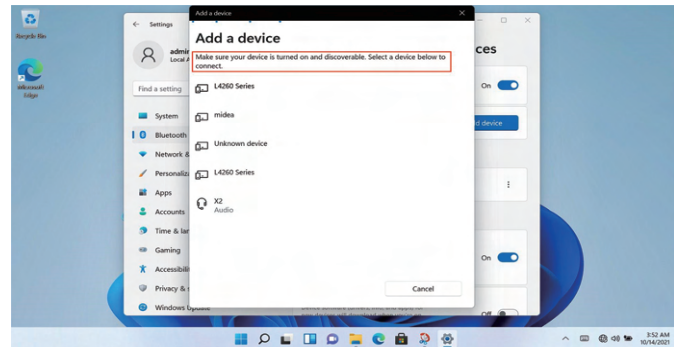 Recycle Bin
Microsoft
Edge
Settings
admin
Local A
Find a setting
System
Bluetooth
Network &
Personaliz
Apps
Accounts
Time & lan
Gaming
Accessibili
Privacy & s
Windows Update
Add a device
Add a device
Make sure your device is turned on and discoverable. Select a device below to
connect.
L4260 Series
midea
Unknown device
L4260 Series
X2
Audio
Cancel
ces
On
d device
On
Off
3:52 AM
10/14/2021